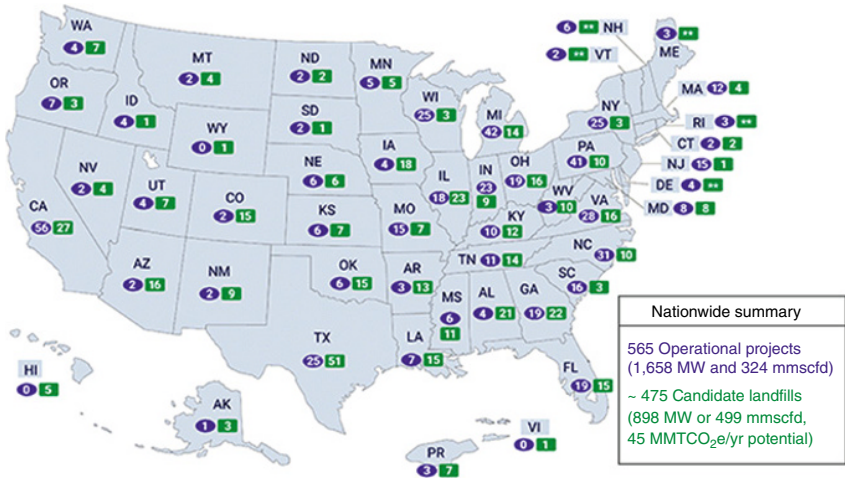 WA
4 7
MT
2 4
ND
2 2
MN
5 5
6 ** NH
2 ** VT
3 **
ME
OR
7 3
ID
4 1
WY
0 1
SD
2 1
WI
25 3
MI
42 14
NY
25 3
MA 12 4
RI 3 **
CT 2 2
NJ 15 1
DE 4 **
MD 8 8
NV
2 4
UT
4 7
CO
2 15
NE
6 6
IA
4 18
IL
18 23
IN
23
9
OH
19 16
PA
41 10
WV
3 10
VA
28 16
CA
56 27
KS
6 7
MO
15 7
KY
10 12
NC
31 10
AZ
2 16
NM
2 9
OK
6 15
AR
3 13
TN 11 14
SC
16 3
MS
6
11
AL
4 21
GA
19 22
TX
25 51
LA
7 15
FL
19 15
HI
0 5
AK
1 3
PR
3 7
VI
0 1
Nationwide summary
565 Operational projects
(1,658 MW and 324 mmscfd)
~ 475 Candidate landfills
(898 MW or 499 mmscfd,
45 MMTCO₂e/yr potential)